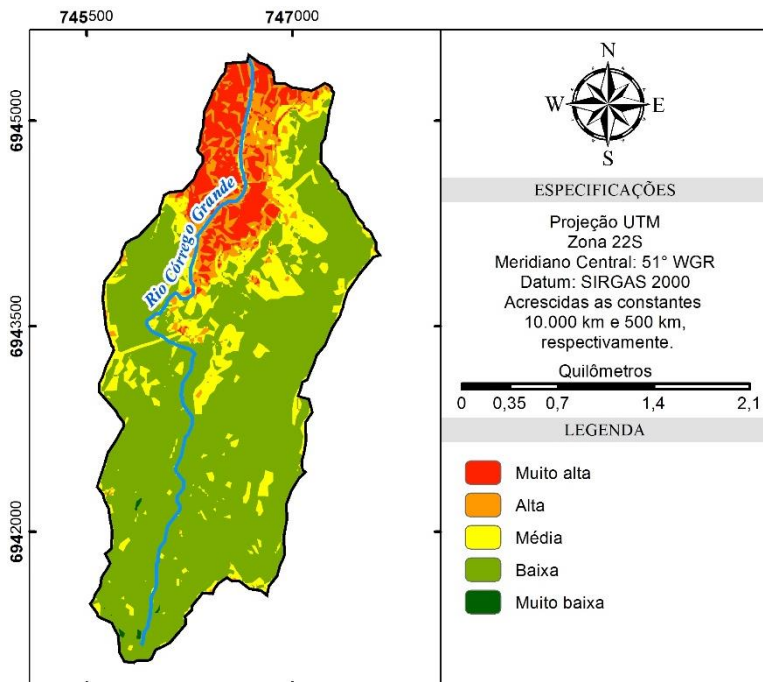 745500
747000
6945000
6943500
6942000
Rio Córrego Grande
N
W
E
S
ESPECIFICAÇÕES
Projeção UTM
Zona 22S
Meridiano Central: 51° WGR
Datum: SIRGAS 2000
Acrescidas as constantes
10.000 km e 500 km,
respectivamente.
Quilômetros
0 0,35 0,7 1,4 2,1
LEGENDA
Muito alta
Alta
Média
Baixa
Muito baixa